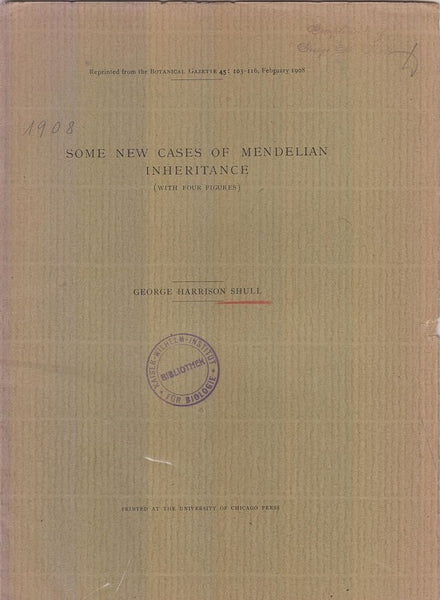 Reprinted from the BOTANICAL GAZETTE 45: 103-116, February 1908
1908
SOME NEW CASES OF MENDELIAN
INHERITANCE
(WITH FOUR FIGURES)
GEORGE HARRISON SHULL
KAISER-WILHELM-INSTITUT
BIBLIOTHEK
* FÜR BIOLOGIE *
PRINTED AT THE UNIVERSITY OF CHICAGO PRESS